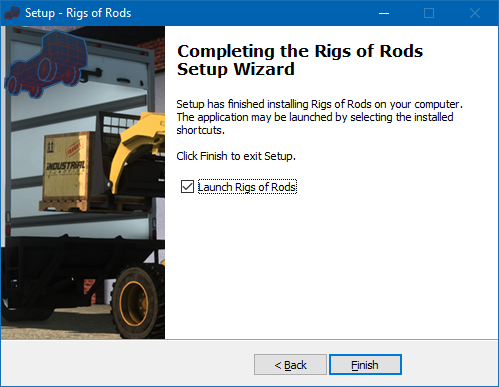 Setup - Rigs of Rods
Completing the Rigs of Rods
Setup Wizard
Setup has finished installing Rigs of Rods on your computer.
The application may be launched by selecting the installed
shortcuts.
Click Finish to exit Setup.
Launch Rigs of Rods
INDUSTRIAL
< Back
Finish